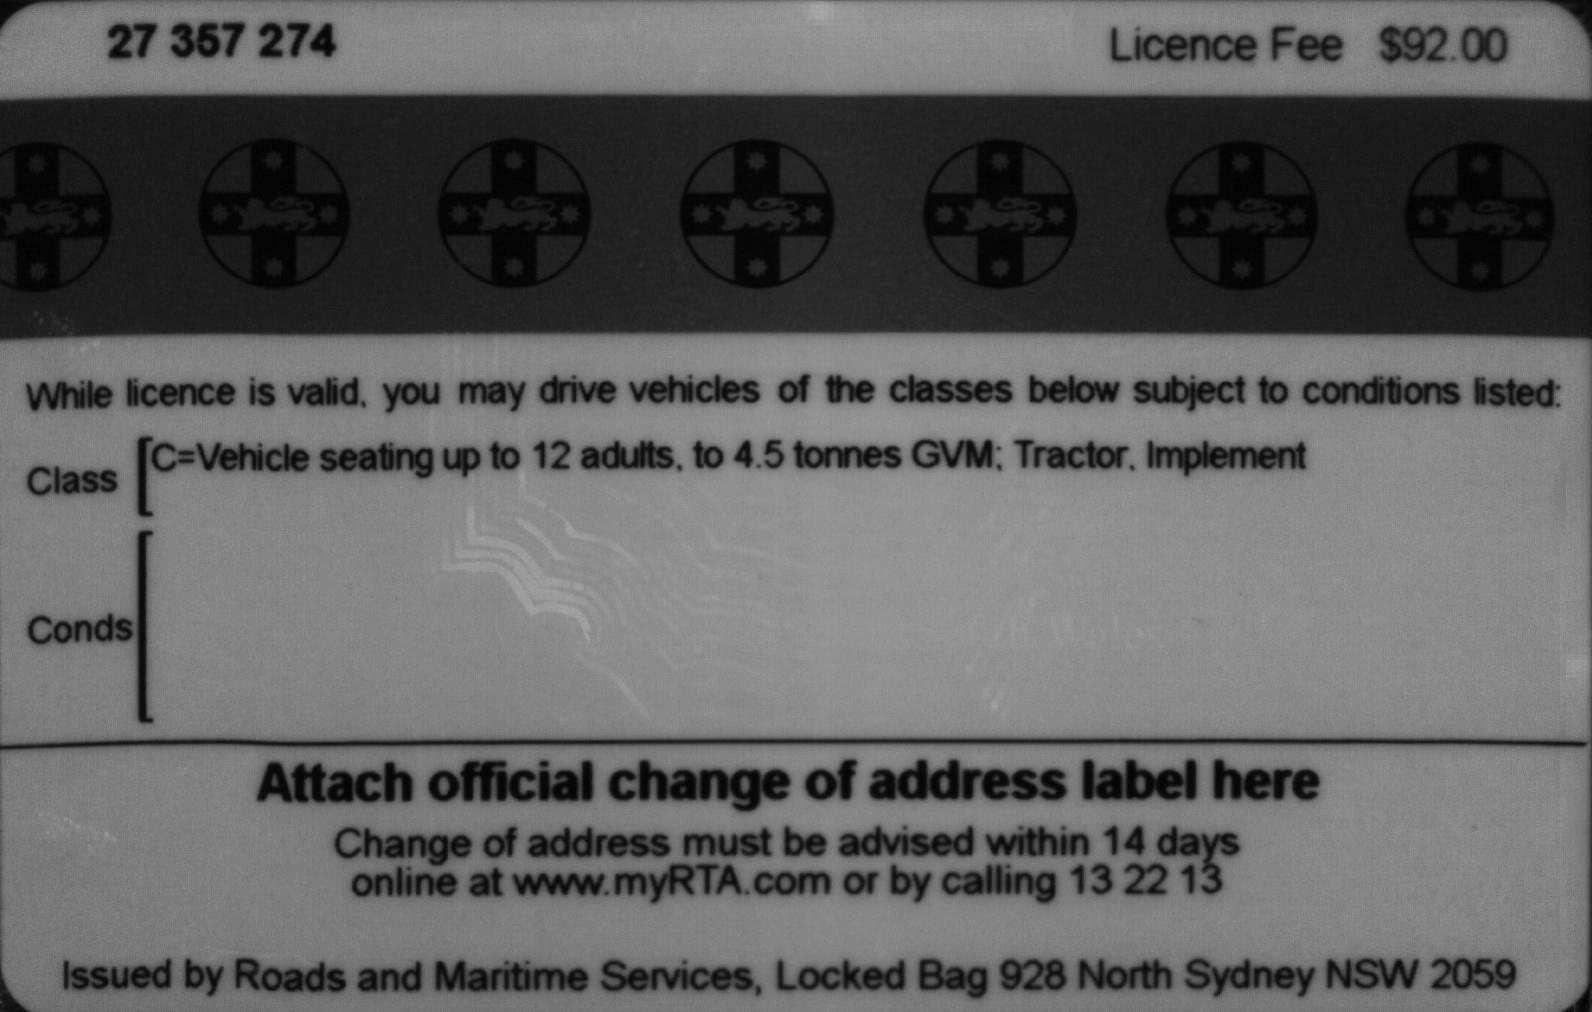 27 357 274
Licence Fee $92.00
While licence is valid, you may drive vehicles of the classes below subject to conditions listed:
Class
C=Vehicle seating up to 12 adults, to 4.5 tonnes GVM; Tractor, Implement
Conds
Wales
Attach official change of address label here
Change of address must be advised within 14 days
online at www.myRTA.com or by calling 13 22 13
Issued by Roads and Maritime Services, Locked Bag 928 North Sydney NSW 2059